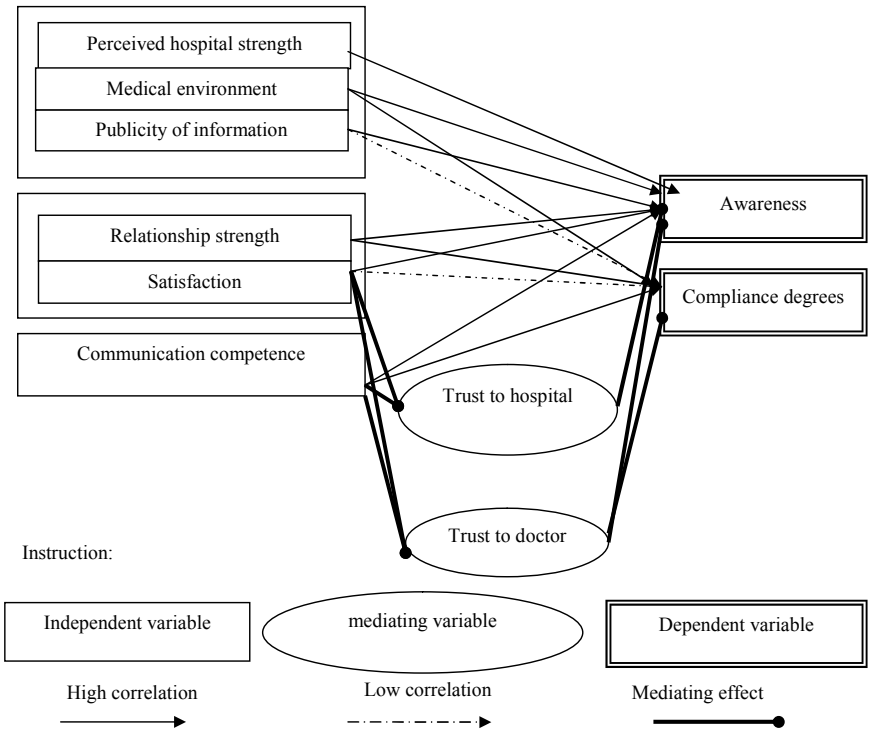 Perceived hospital strength
Medical environment
Publicity of information
Relationship strength
Satisfaction
Communication competence
Awareness
Compliance degrees
Trust to hospital
Trust to doctor
Instruction:
Independent variable
mediating variable
Dependent variable
High correlation
Low correlation
Mediating effect